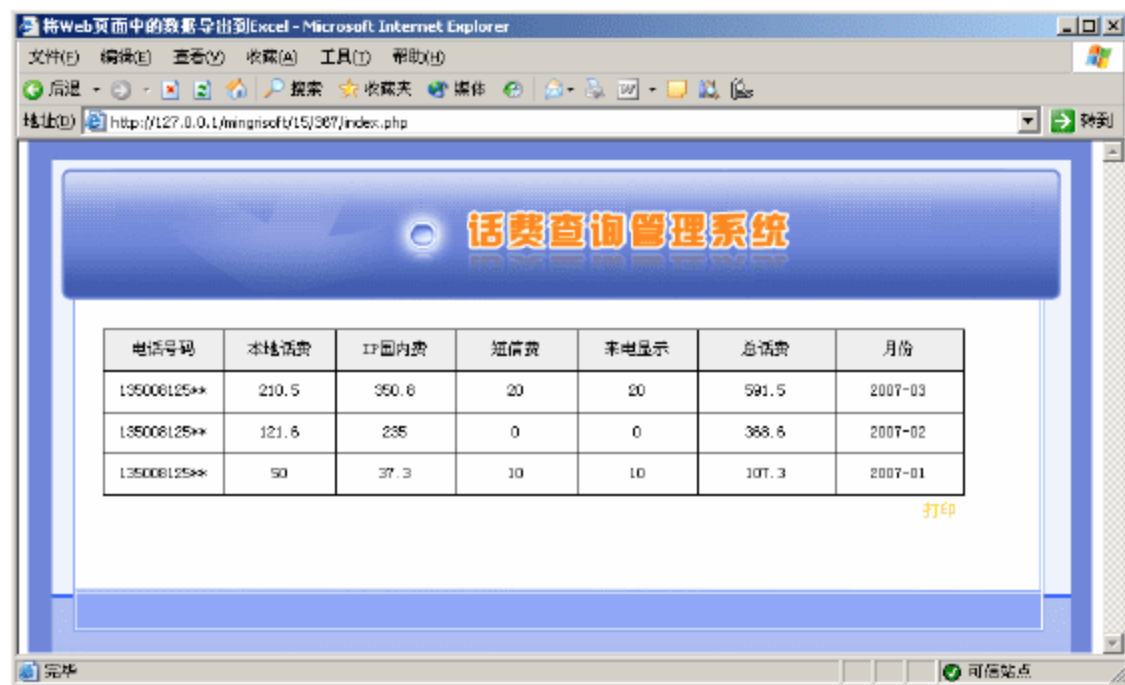 将Web页面中的数据导出到Excel - Microsoft Internet Explorer
文件(F) 编辑(E) 查看(V) 收藏(A) 工具(T) 帮助(H)
后退 搜索 收藏夹 媒体
地址(D) http://127.0.0.1/mingrisoft/15/367/index.php 转到
话费查询管理系统
电话号码 本地话费 IP国内费 短信费 来电显示 总话费 月份
135008125** 210.5 350.8 20 20 591.5 2007-03
135008125** 121.6 235 0 0 368.6 2007-02
135008125** 50 37.3 10 10 107.3 2007-01
打印
完毕 可信站点